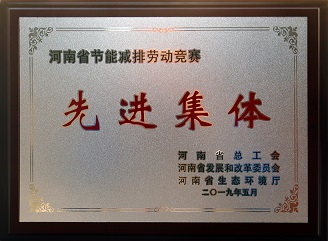 河南省节能减排劳动竞赛
先进集体
河南省总工会
河南省发展和改革委员会
河南省生态环境厅
二〇一九年五月